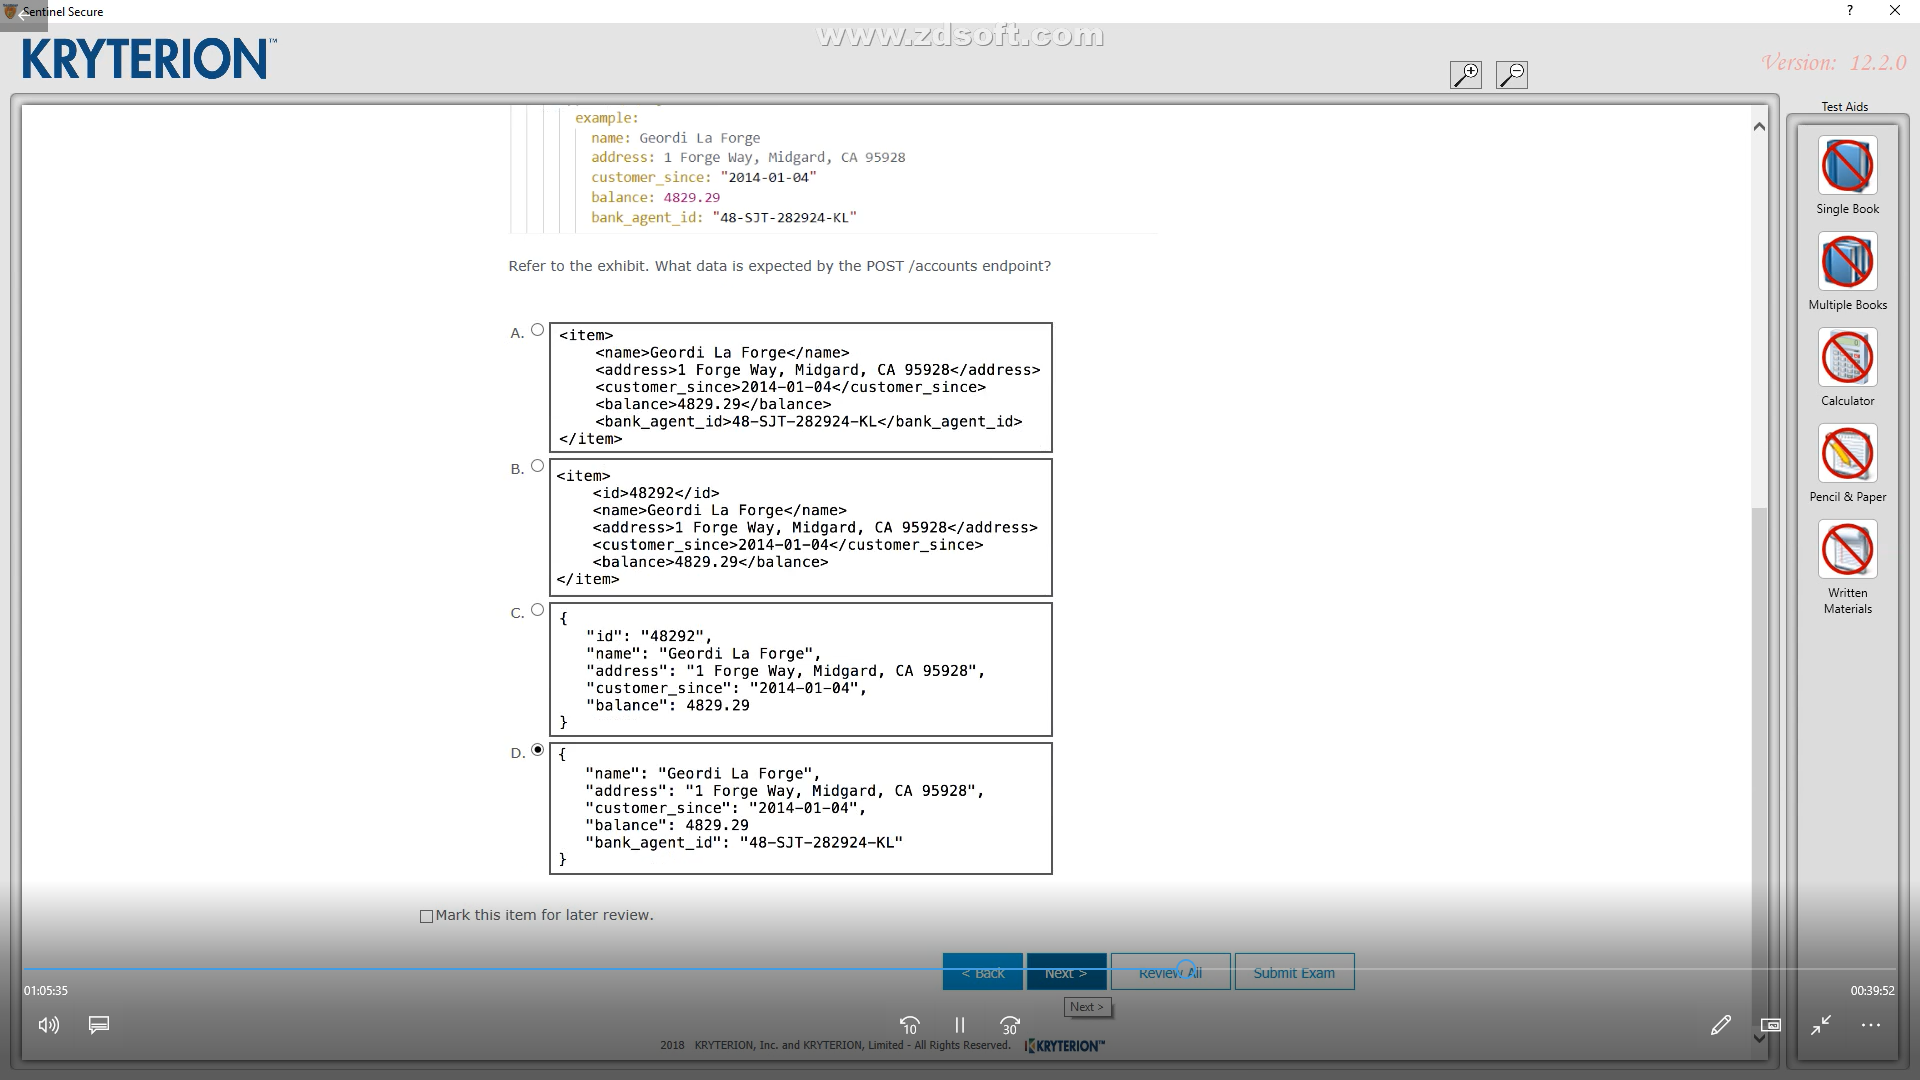 Sentinel Secure
?
www.zdsoft.com
KRYTERION™
Version: 12.2.0
Test Aids
example:
name: Geordi La Forge
address: 1 Forge Way, Midgard, CA 95928
customer_since: "2014-01-04"
balance: 4829.29
bank_agent_id: "48-SJT-282924-KL"
Refer to the exhibit. What data is expected by the POST /accounts endpoint?
A.
<item>
<name>Geordi La Forge</name>
<address>1 Forge Way, Midgard, CA 95928</address>
<customer_since>2014-01-04</customer_since>
<balance>4829.29</balance>
<bank_agent_id>48-SJT-282924-KL</bank_agent_id>
</item>
B.
<item>
<id>48292</id>
<name>Geordi La Forge</name>
<address>1 Forge Way, Midgard, CA 95928</address>
<customer_since>2014-01-04</customer_since>
<balance>4829.29</balance>
</item>
C.
{
"id": "48292",
"name": "Geordi La Forge",
"address": "1 Forge Way, Midgard, CA 95928",
"customer_since": "2014-01-04",
"balance": 4829.29
}
D.
{
"name": "Geordi La Forge",
"address": "1 Forge Way, Midgard, CA 95928",
"customer_since": "2014-01-04",
"balance": 4829.29
"bank_agent_id": "48-SJT-282924-KL"
}
Mark this item for later review.
< Back
Next >
Review All
Submit Exam
Next >
01:05:35
00:39:52
10
30
2018 KRYTERION, Inc. and KRYTERION, Limited - All Rights Reserved.
KRYTERION™
Single Book
Multiple Books
Calculator
Pencil & Paper
Written
Materials